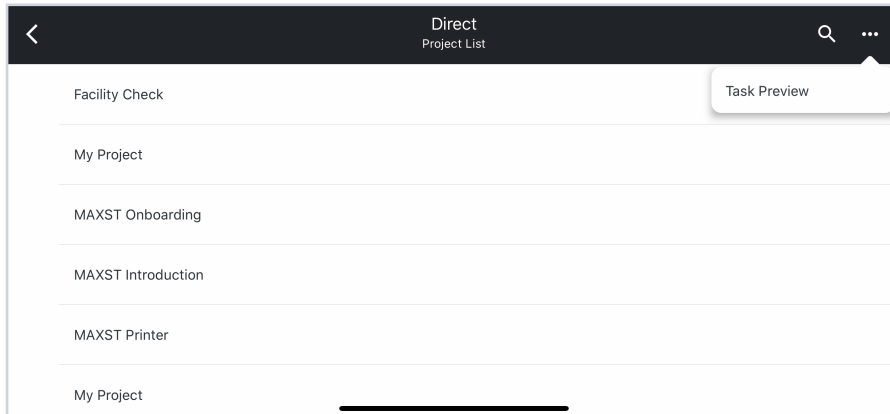 Direct
Project List
Task Preview
Facility Check
My Project
MAXST Onboarding
MAXST Introduction
MAXST Printer
My Project